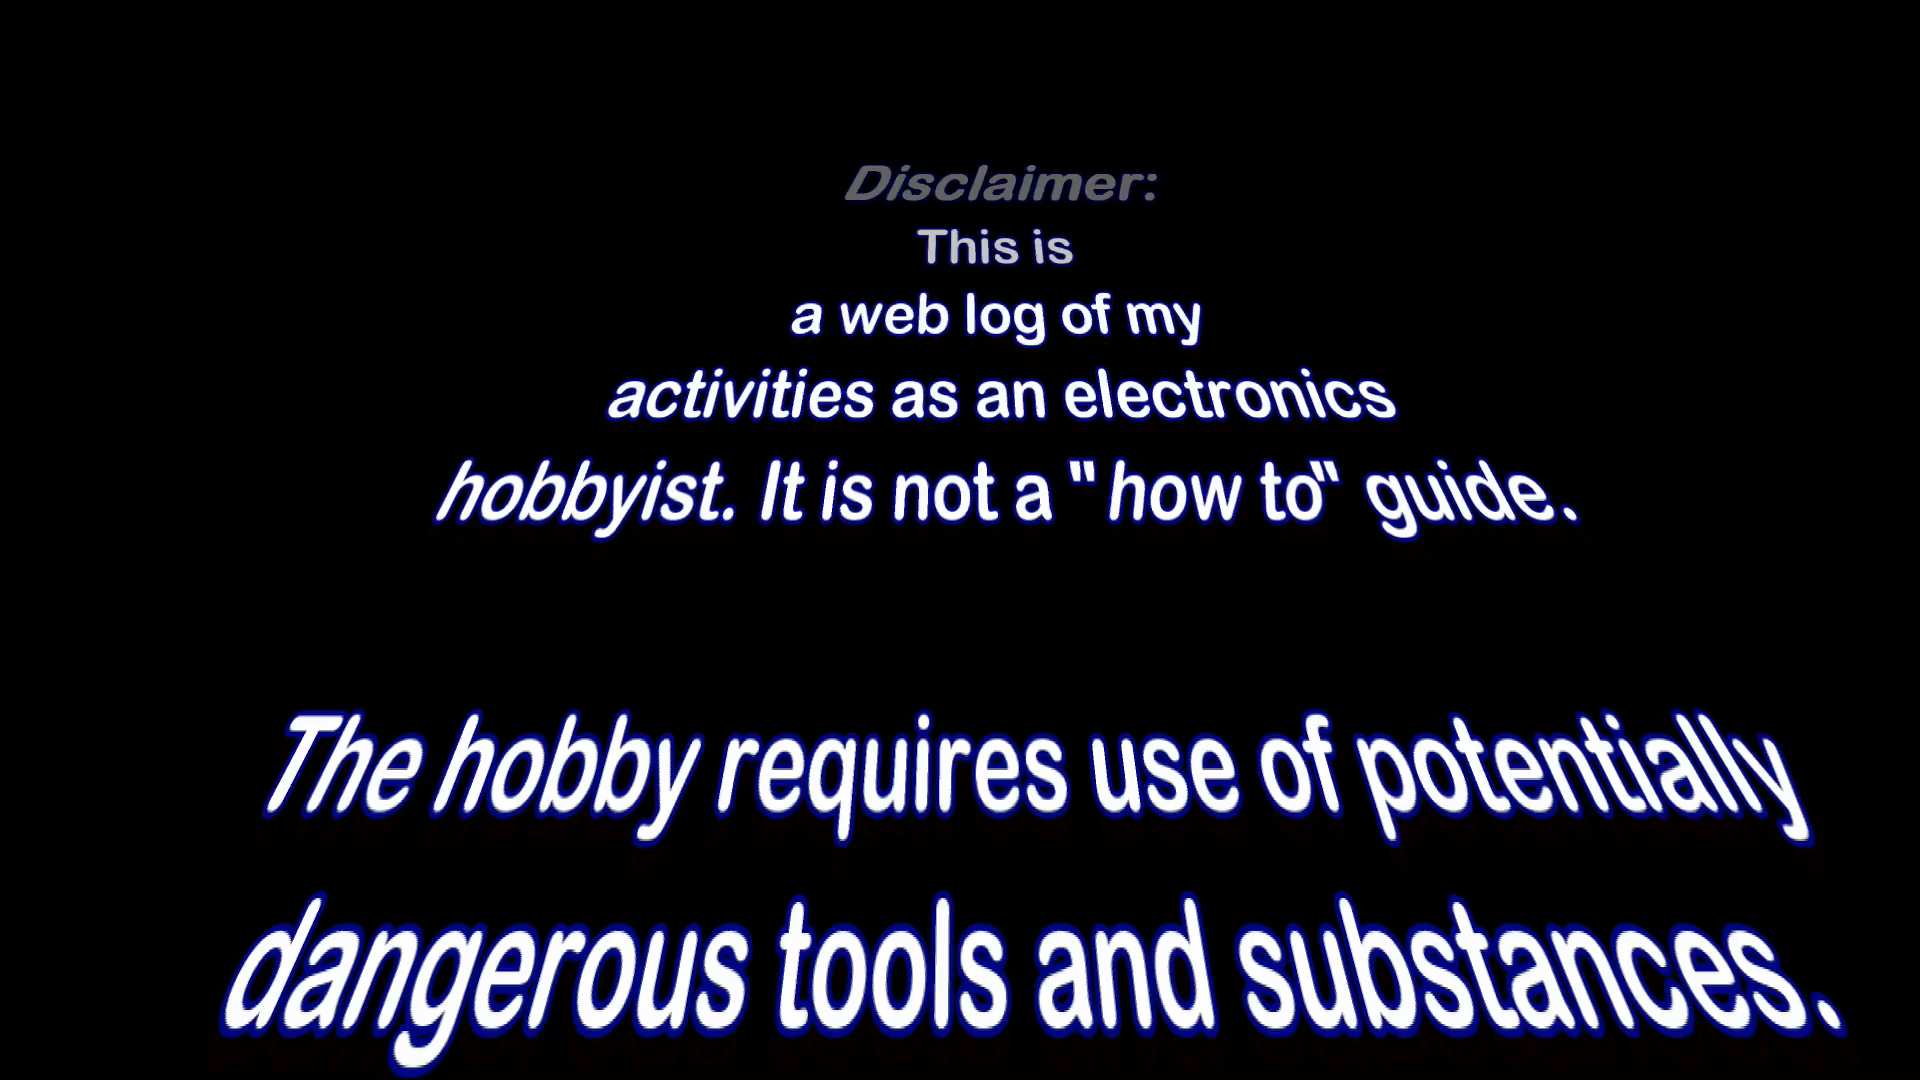 Disclaimer:
This is
a web log of my
activities as an electronics
hobbyist. It is not a "how to" guide.
The hobby requires use of potentially
dangerous tools and substances.